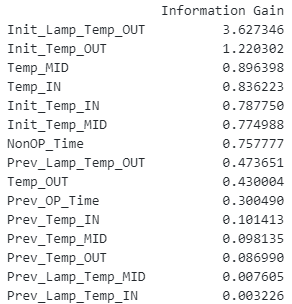 Information Gain
Init_Lamp_Temp_OUT 3.627346
Init_Temp_OUT 1.220302
Temp_MID 0.896398
Temp_IN 0.836223
Init_Temp_IN 0.787750
Init_Temp_MID 0.774988
NonOP_Time 0.757777
Prev_Lamp_Temp_OUT 0.473651
Temp_OUT 0.430004
Prev_OP_Time 0.300490
Prev_Temp_IN 0.101413
Prev_Temp_MID 0.098135
Prev_Temp_OUT 0.086990
Prev_Lamp_Temp_MID 0.007605
Prev_Lamp_Temp_IN 0.003226